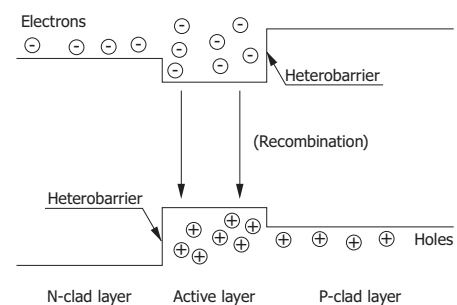 Electrons
Heterobarrier
(Recombination)
Heterobarrier
Holes
N-clad layer Active layer P-clad layer